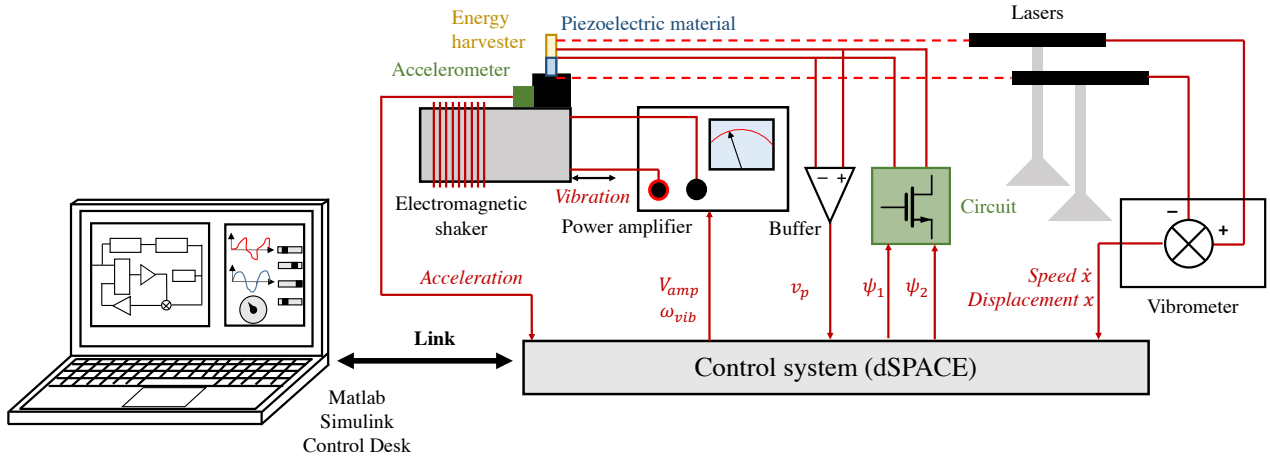 Energy
harvester
Piezoelectric material
Lasers
Accelerometer
Electromagnetic
shaker
Vibration
Power amplifier
− +
Buffer
Circuit
−
+
Vibrometer
Acceleration
V_amp
ω_vib
v_p
ψ_1
ψ_2
Speed ẋ
Displacement x
Link
Control system (dSPACE)
Matlab
Simulink
Control Desk